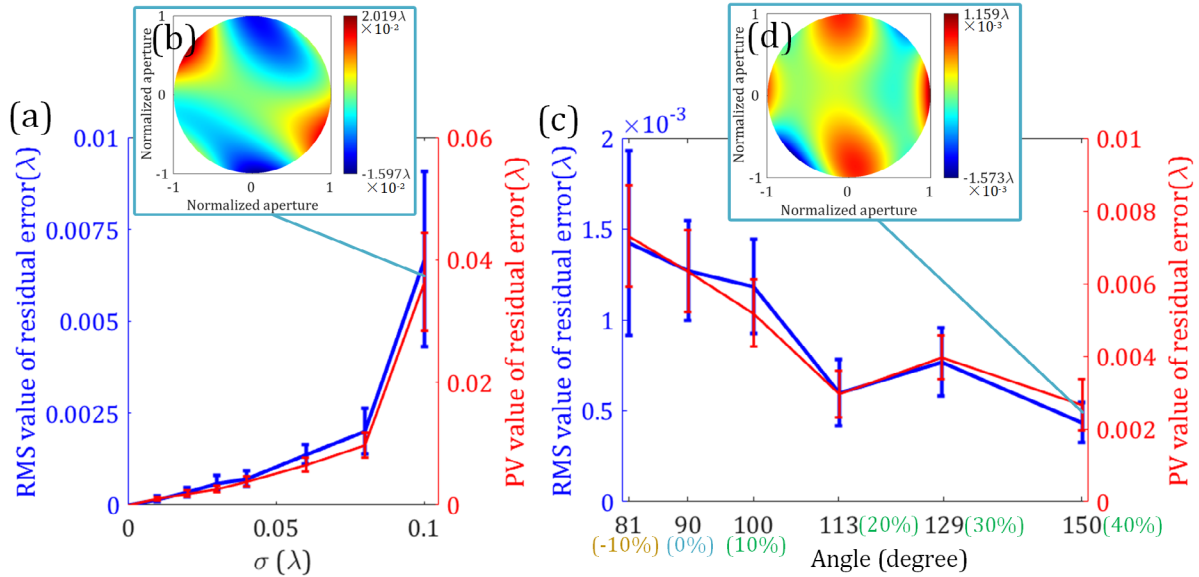 (a)
RMS value of residual error(λ)
0.01
0.0075
0.005
0.0025
0
0
0.05
0.1
σ (λ)
0.06
0.04
0.02
0
PV value of residual error(λ)
(b)
Normalized aperture
1
0
-1
-1
0
1
Normalized aperture
2.019λ
×10⁻²
-1.597λ
×10⁻²
(c)
RMS value of residual error(λ)
×10⁻³
2
1.5
1
0.5
0
81
90
100
113(20%)
129(30%)
150(40%)
(-10%)
(0%)
(10%)
Angle (degree)
0.01
0.008
0.006
0.004
0.002
0
PV value of residual error(λ)
(d)
Normalized aperture
1
0
-1
-1
0
1
Normalized aperture
1.159λ
×10⁻³
-1.573λ
×10⁻³